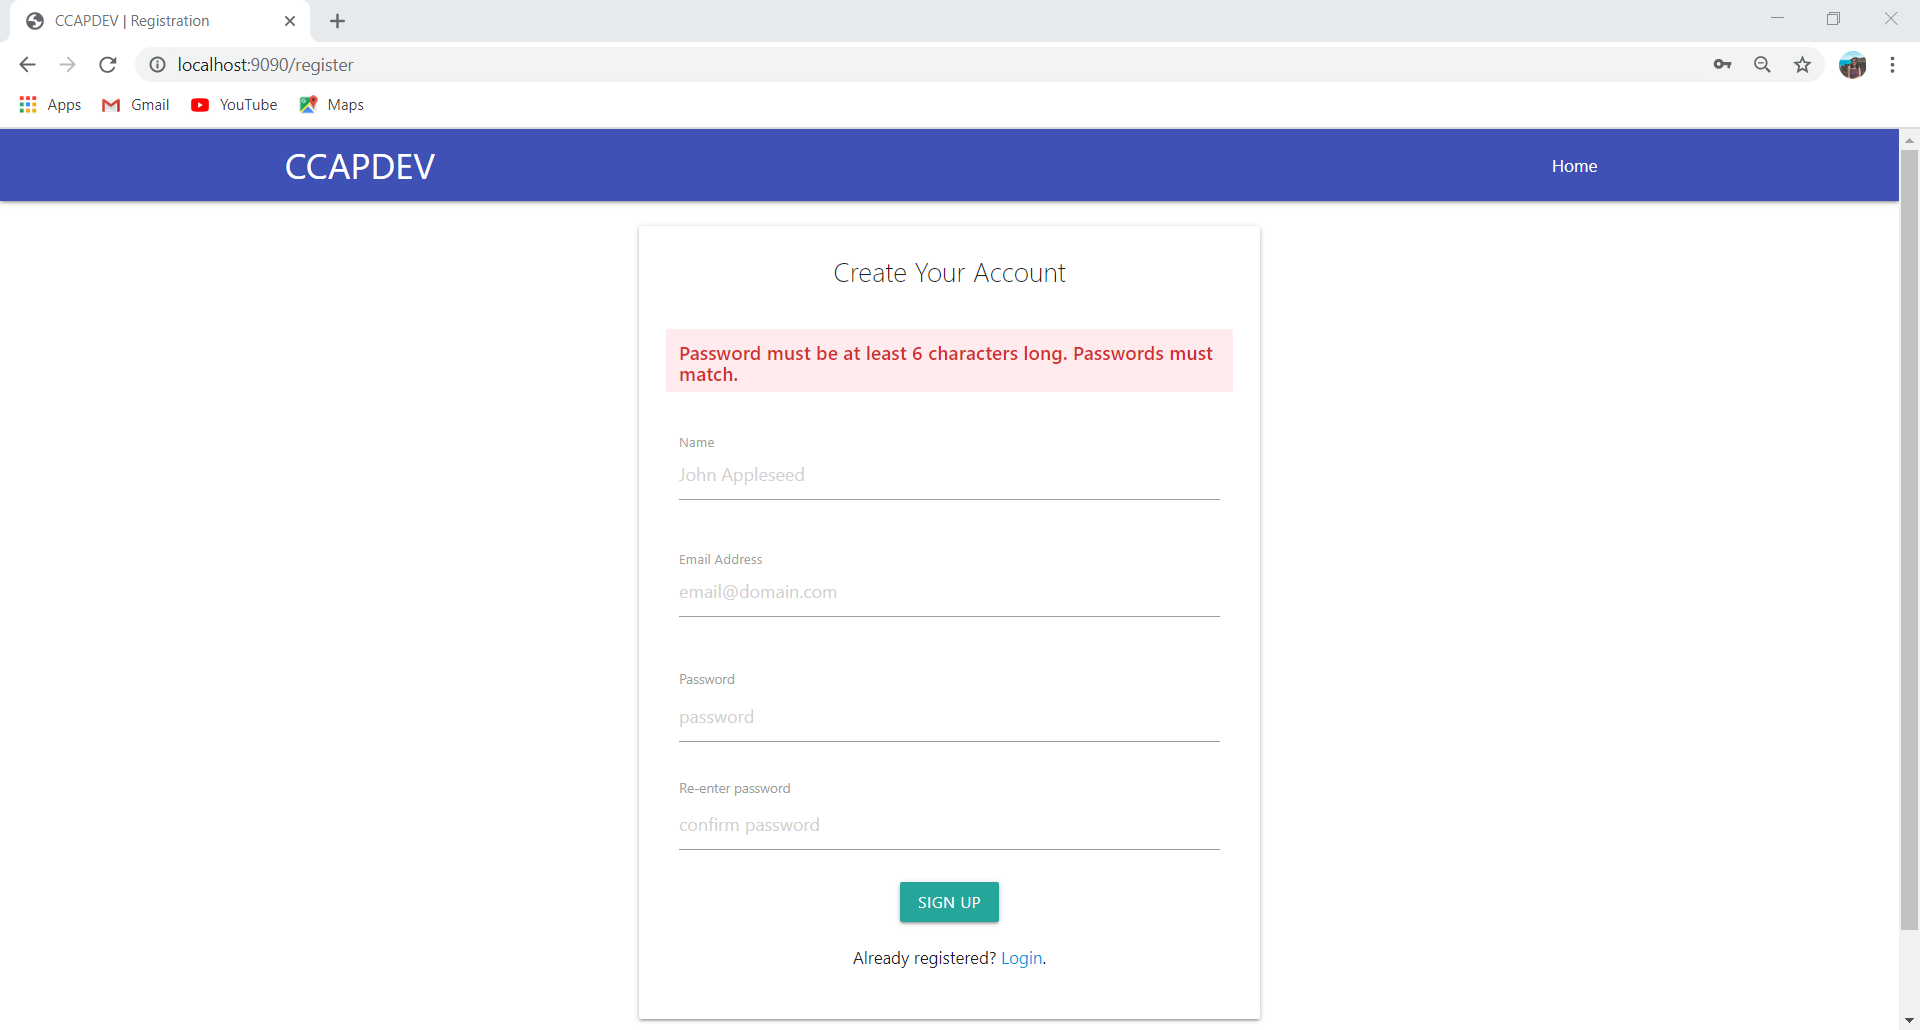 CCAPDEV | Registration
localhost:9090/register
Apps Gmail YouTube Maps
CCAPDEV Home
Create Your Account
Password must be at least 6 characters long. Passwords must
match.
Name
John Appleseed
Email Address
email@domain.com
Password
password
Re-enter password
confirm password
SIGN UP
Already registered? Login.